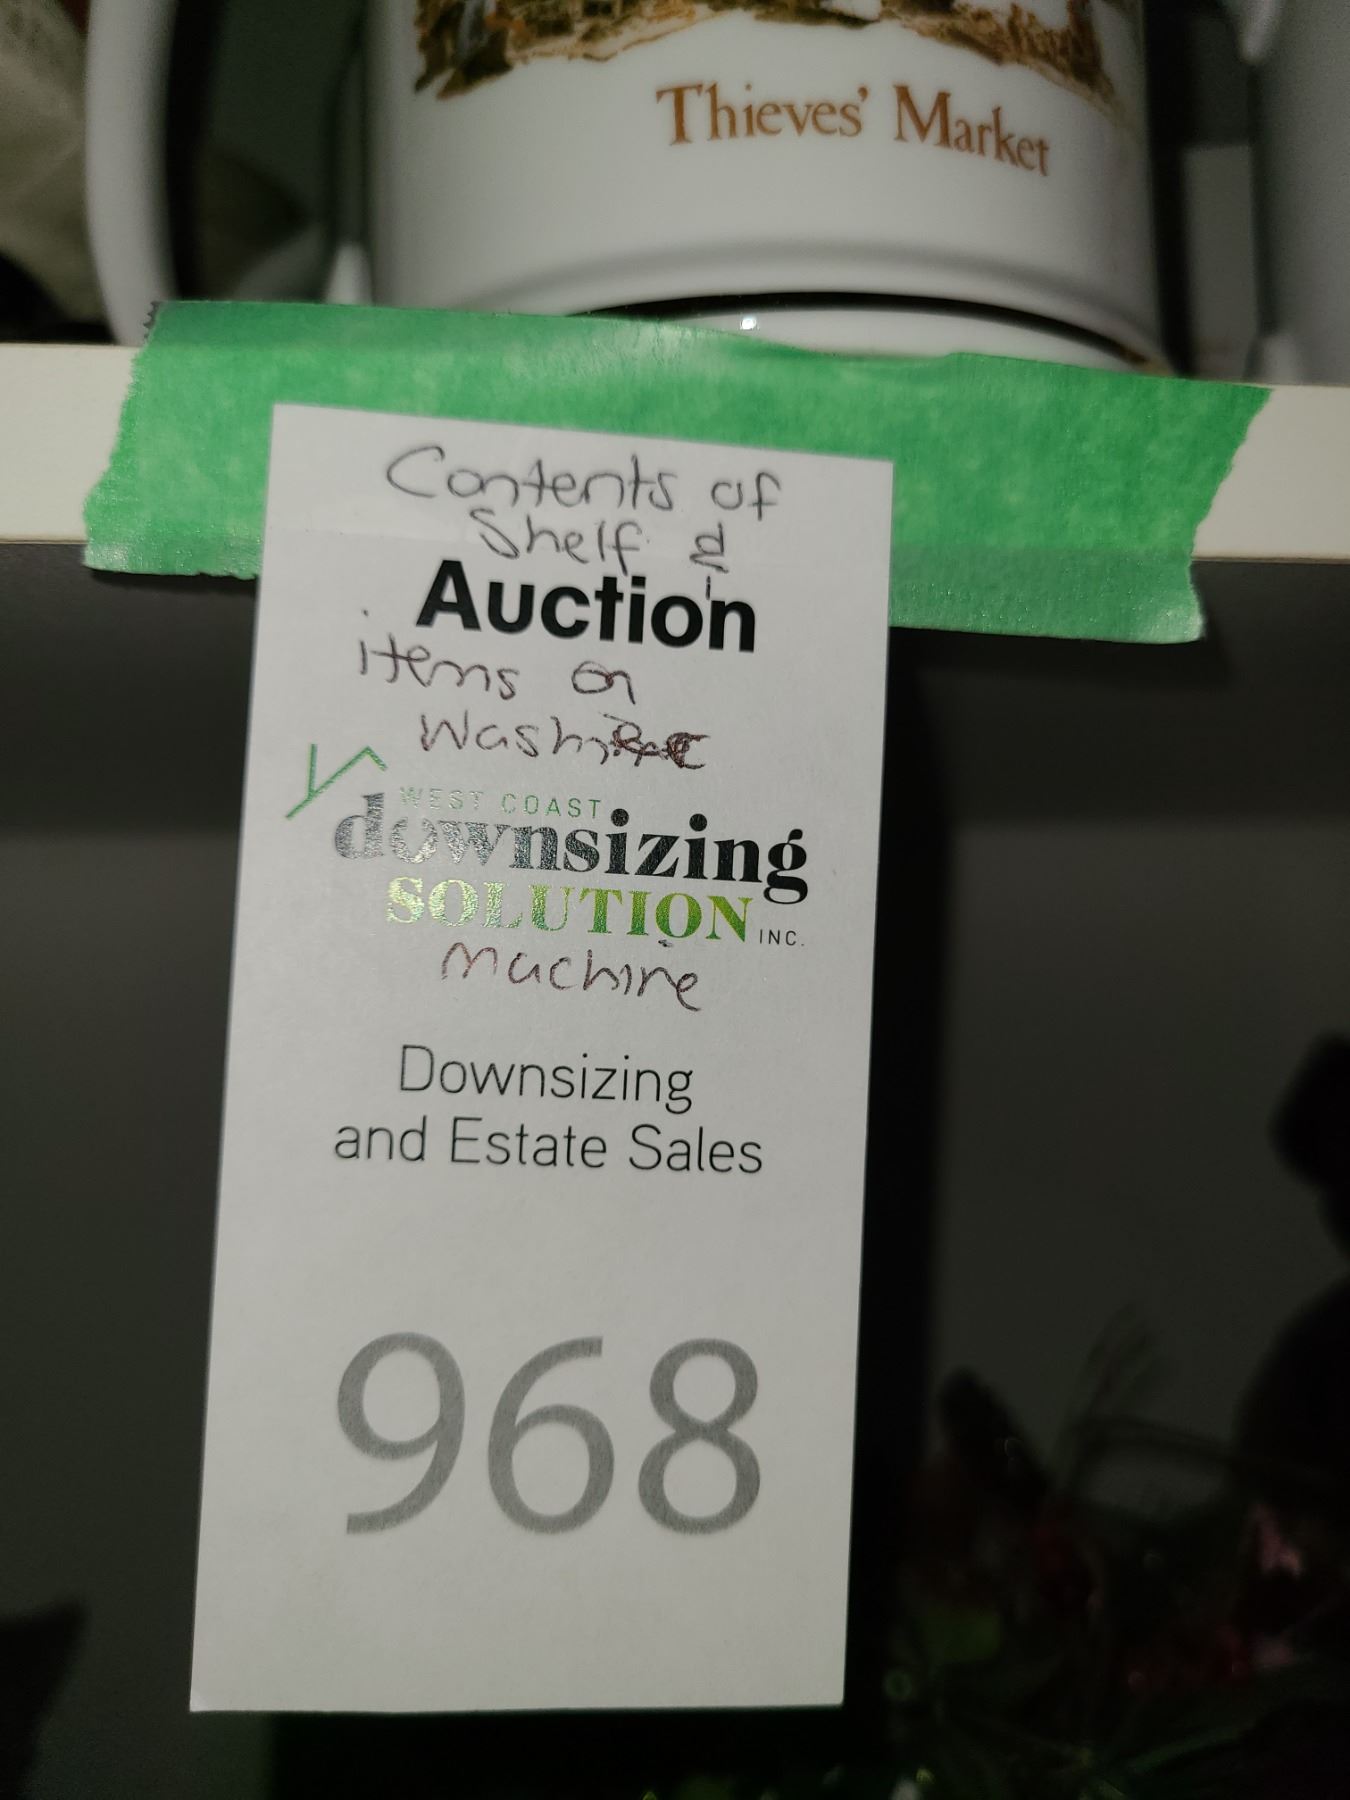 Thieves' Market
Contents of
Shelf &
Auction
items on
Washing
WEST COAST
downsizing
SOLUTION INC.
Machine
Downsizing
and Estate Sales
968